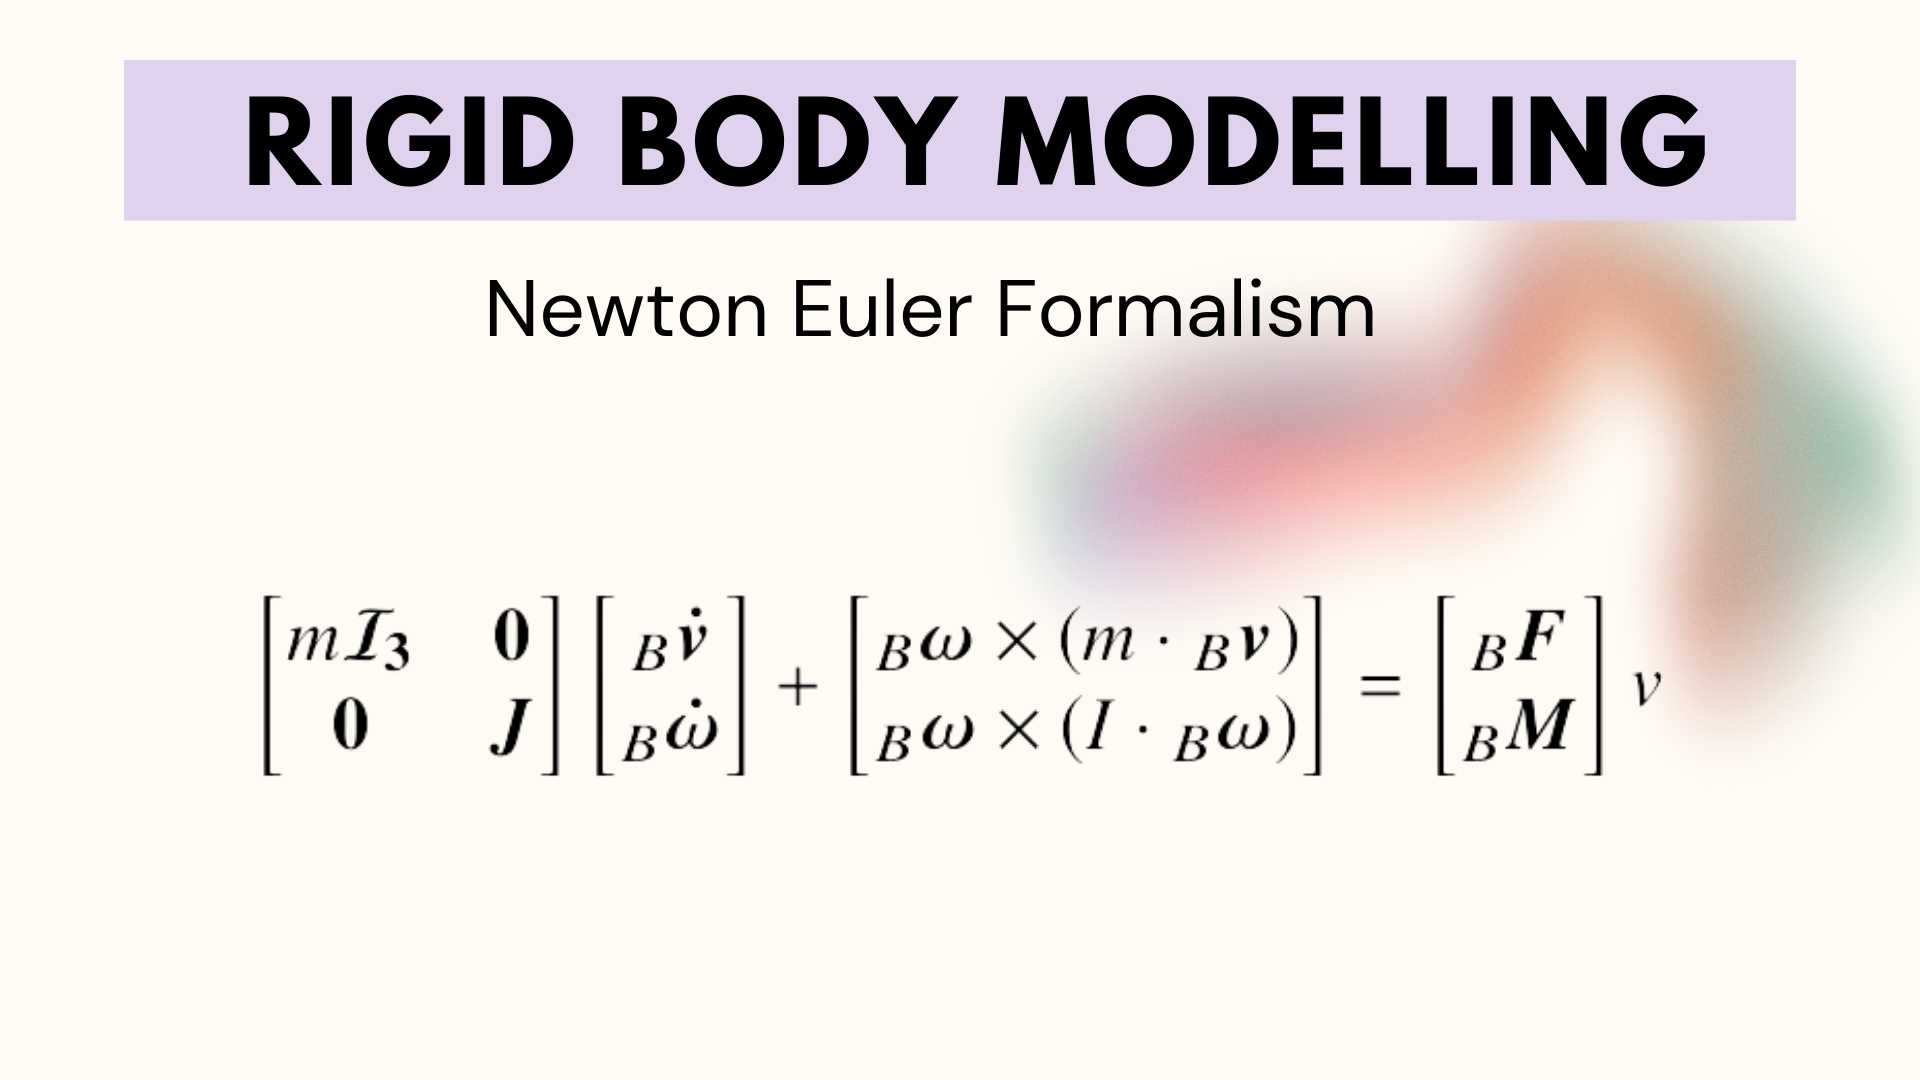 RIGID BODY MODELLING
Newton Euler Formalism
[m𝓘₃ 0; 0 J] [_B v̇; _B ω̇] + [_B ω × (m · _B v); _B ω × (I · _B ω)] = [_B F; _B M] v